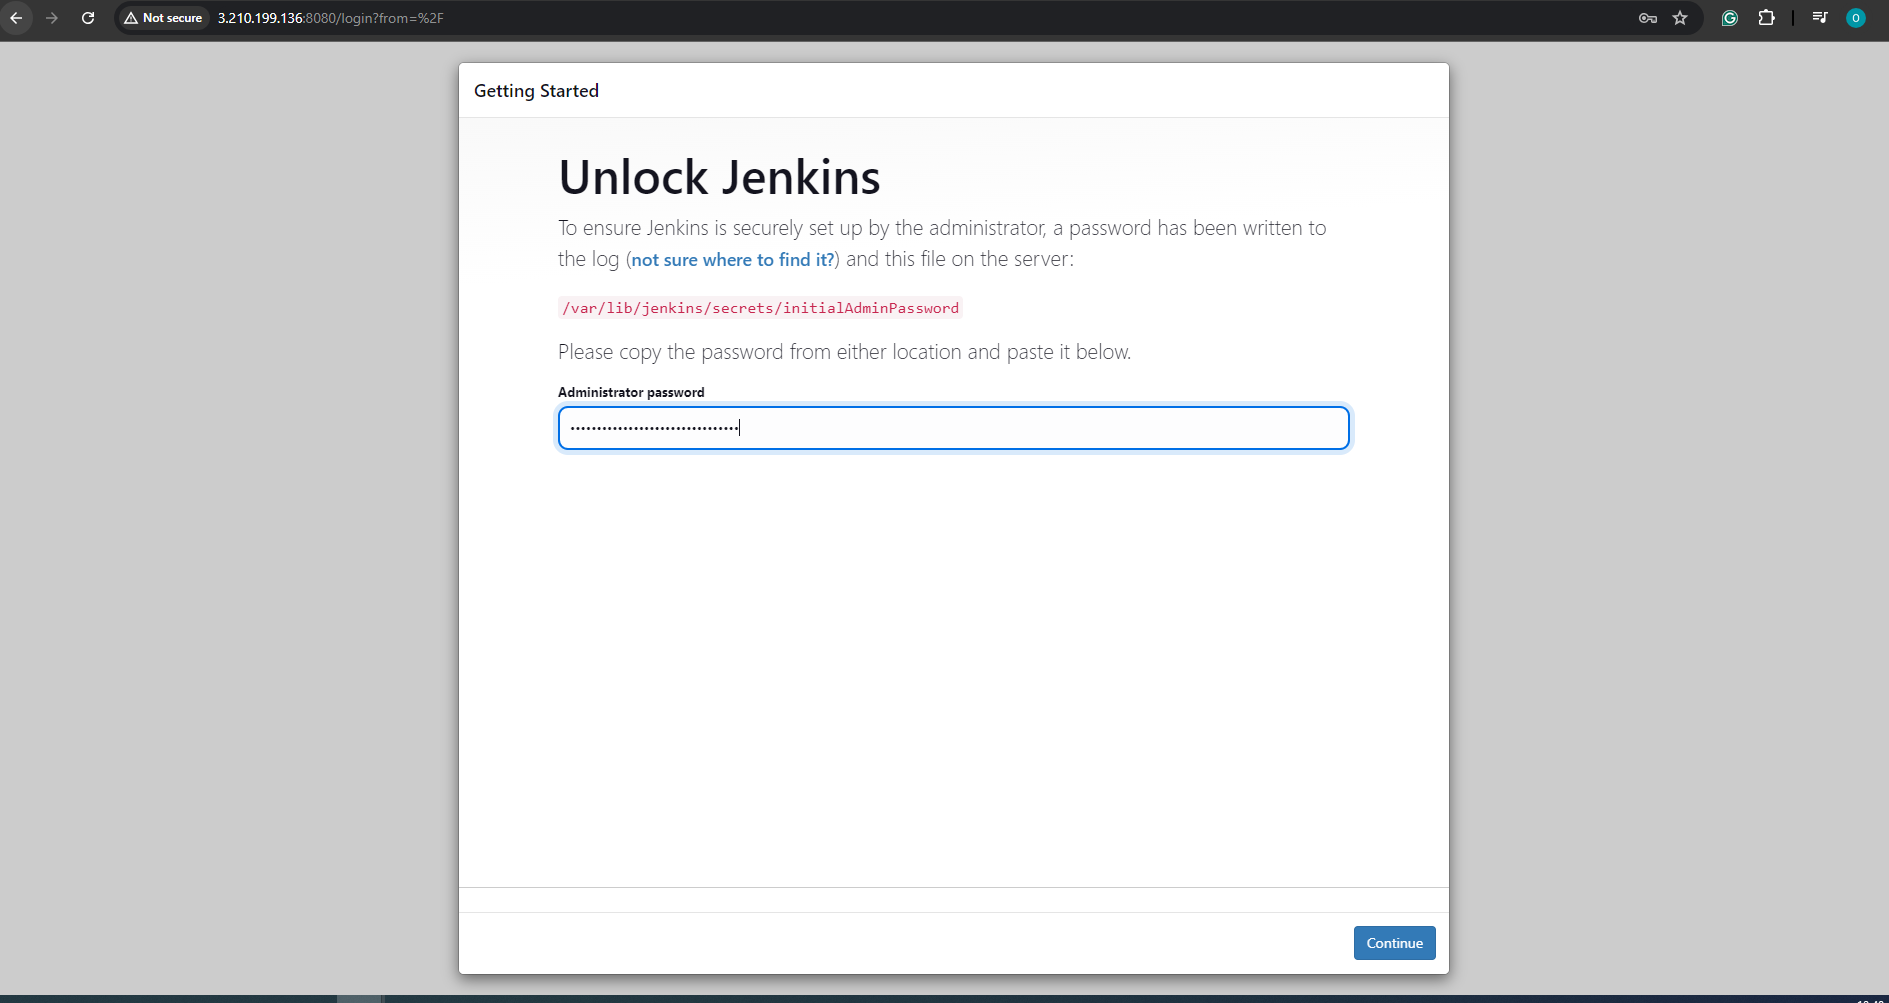 Not secure 3.210.199.136:8080/login?from=%2F
Getting Started
Unlock Jenkins
To ensure Jenkins is securely set up by the administrator, a password has been written to
the log (not sure where to find it?) and this file on the server:
/var/lib/jenkins/secrets/initialAdminPassword
Please copy the password from either location and paste it below.
Administrator password
Continue